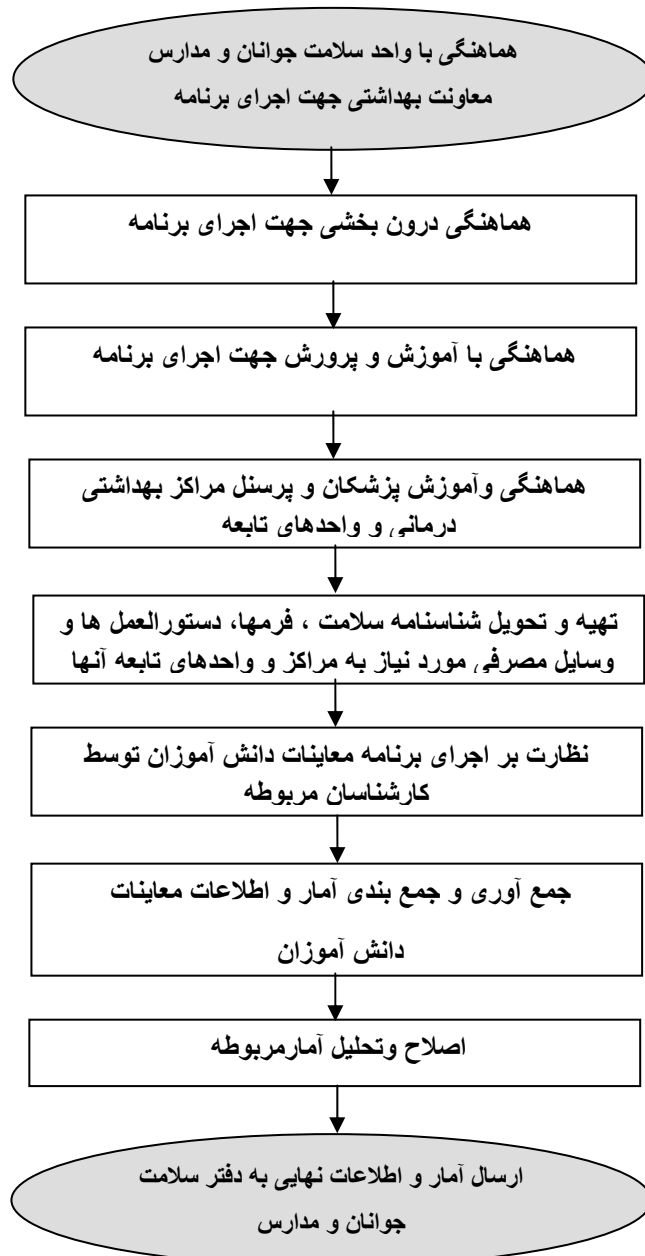 هماهنگی با واحد سلامت جوانان و مدارس
معاونت بهداشتی جهت اجرای برنامه
هماهنگی درون بخشی جهت اجرای برنامه
هماهنگی با آموزش و پرورش جهت اجرای برنامه
هماهنگی وآموزش پزشکان و پرسنل مراکز بهداشتی
درمانی و واحدهای تابعه
تهیه و تحویل شناسنامه سلامت ، فرمها، دستورالعمل ها و
وسایل مصرفی مورد نیاز به مراکز و واحدهای تابعه آنها
نظارت بر اجرای برنامه معاینات دانش آموزان توسط
کارشناسان مربوطه
جمع آوری و جمع بندی آمار و اطلاعات معاینات
دانش آموزان
اصلاح وتحلیل آمارمربوطه
ارسال آمار و اطلاعات نهایی به دفتر سلامت
جوانان و مدارس